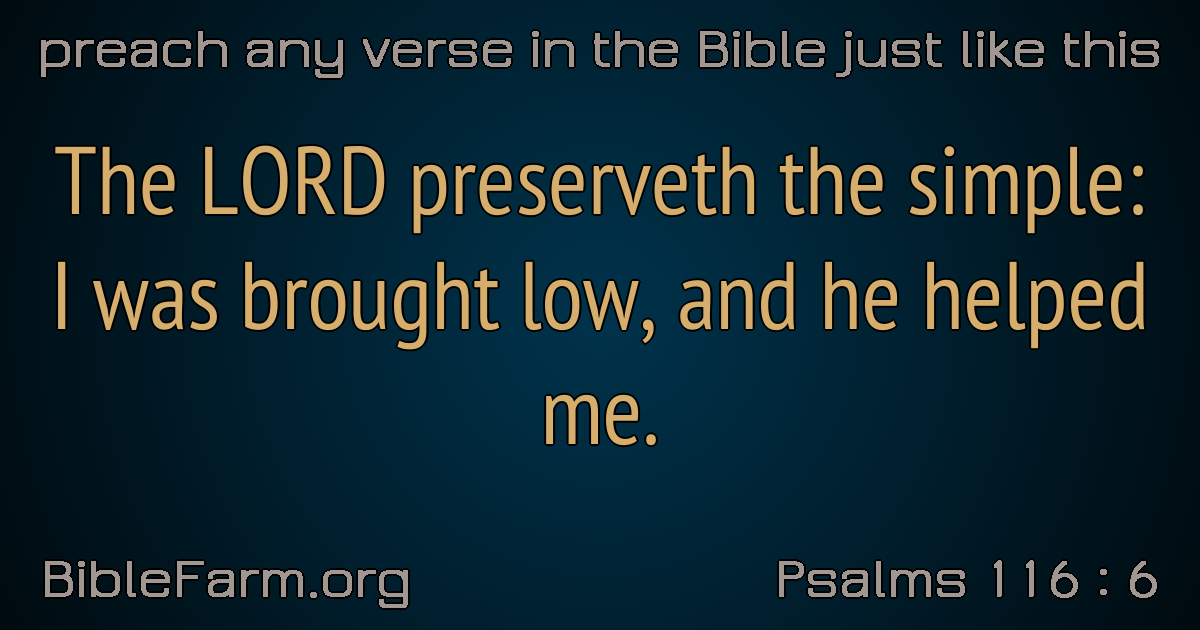 preach any verse in the Bible just like this
The LORD preserveth the simple:
I was brought low, and he helped
me.
BibleFarm.org
Psalms 116 : 6